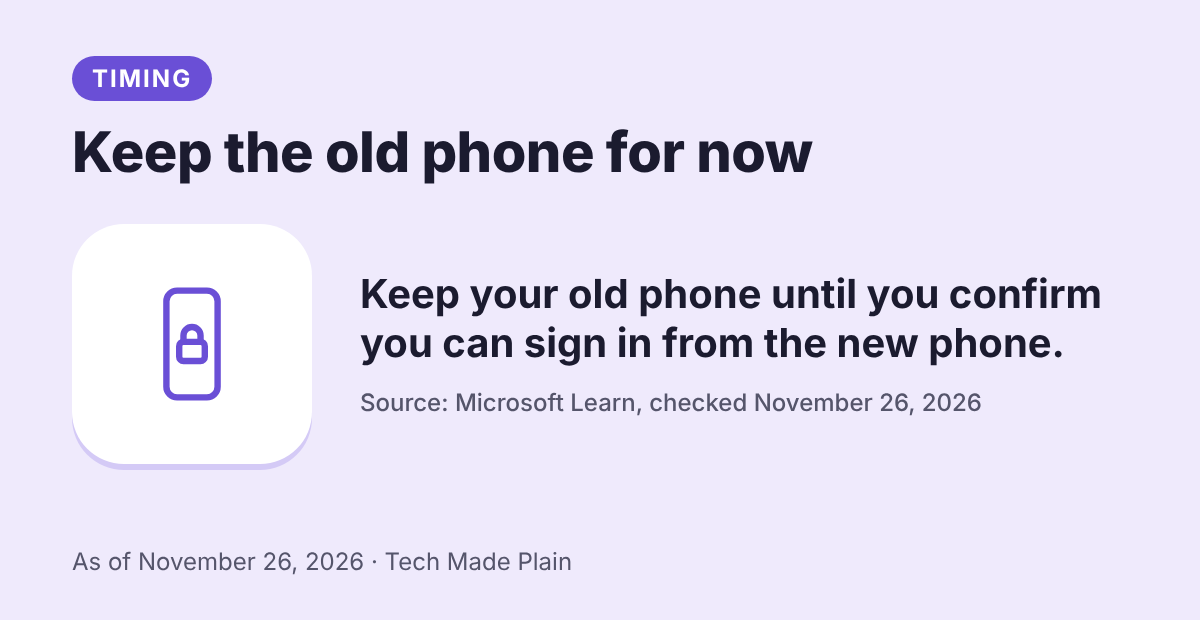 TIMING
Keep the old phone for now
Keep your old phone until you confirm
you can sign in from the new phone.
Source: Microsoft Learn, checked November 26, 2026
As of November 26, 2026 · Tech Made Plain